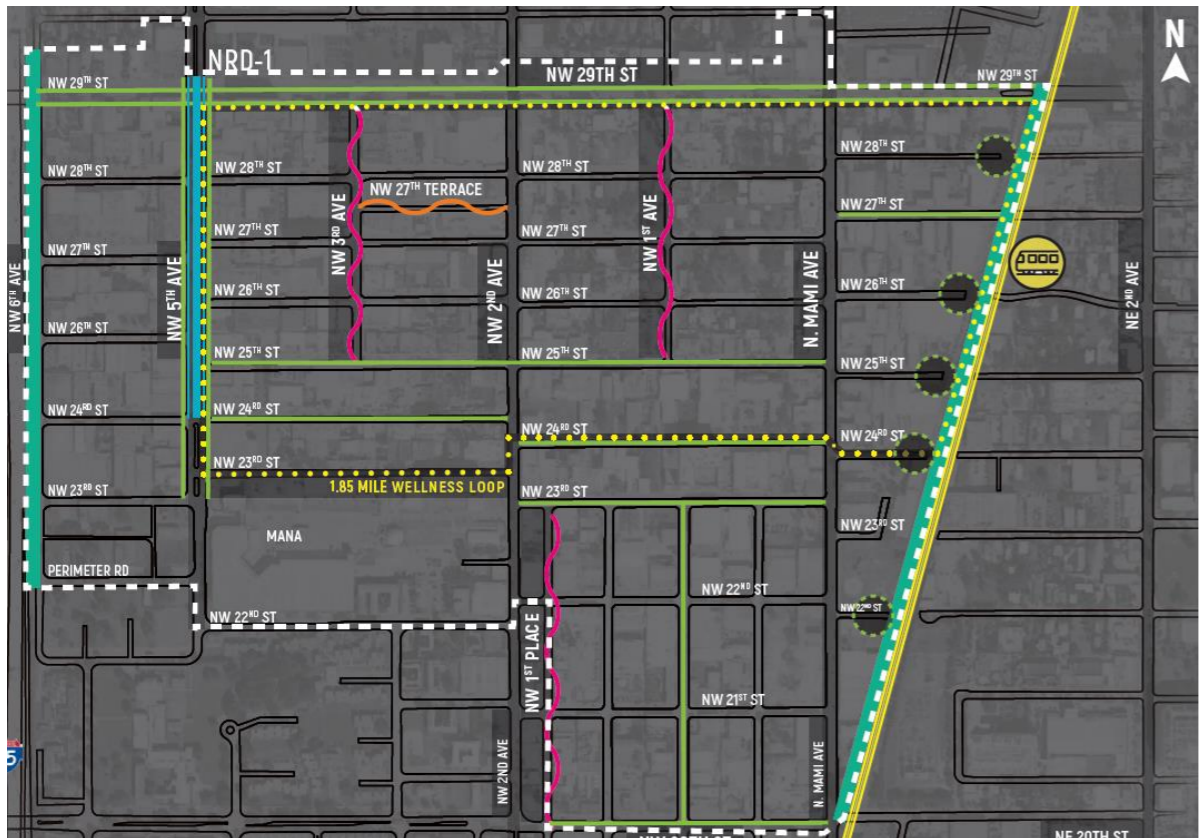 N
NRD-1
NW 29TH ST
NW 29TH ST
NW 29TH ST
NW 28TH ST
NW 28TH ST
NW 28TH ST
NW 28TH ST
NW 27TH TERRACE
NW 27TH ST
NW 27TH ST
NW 27TH ST
NW 27TH ST
NW 6TH AVE
NW 5TH AVE
NW 3RD AVE
NW 2ND AVE
NW 1ST AVE
N. MAMI AVE
NE 2ND AVE
NW 26TH ST
NW 26TH ST
NW 26TH ST
NW 26TH ST
NW 25TH ST
NW 25TH ST
NW 25TH ST
NW 24RD ST
NW 24RD ST
NW 24RD ST
NW 24RD ST
NW 23RD ST
NW 23RD ST
NW 23RD ST
NW 23RD ST
1.85 MILE WELLNESS LOOP
MANA
PERIMETER RD
NW 22ND ST
NW 22ND ST
NW 22ND ST
NW 1ST PLACE
NW 21ST ST
NW 2ND AVE
N. MAMI AVE
NE 20TH ST